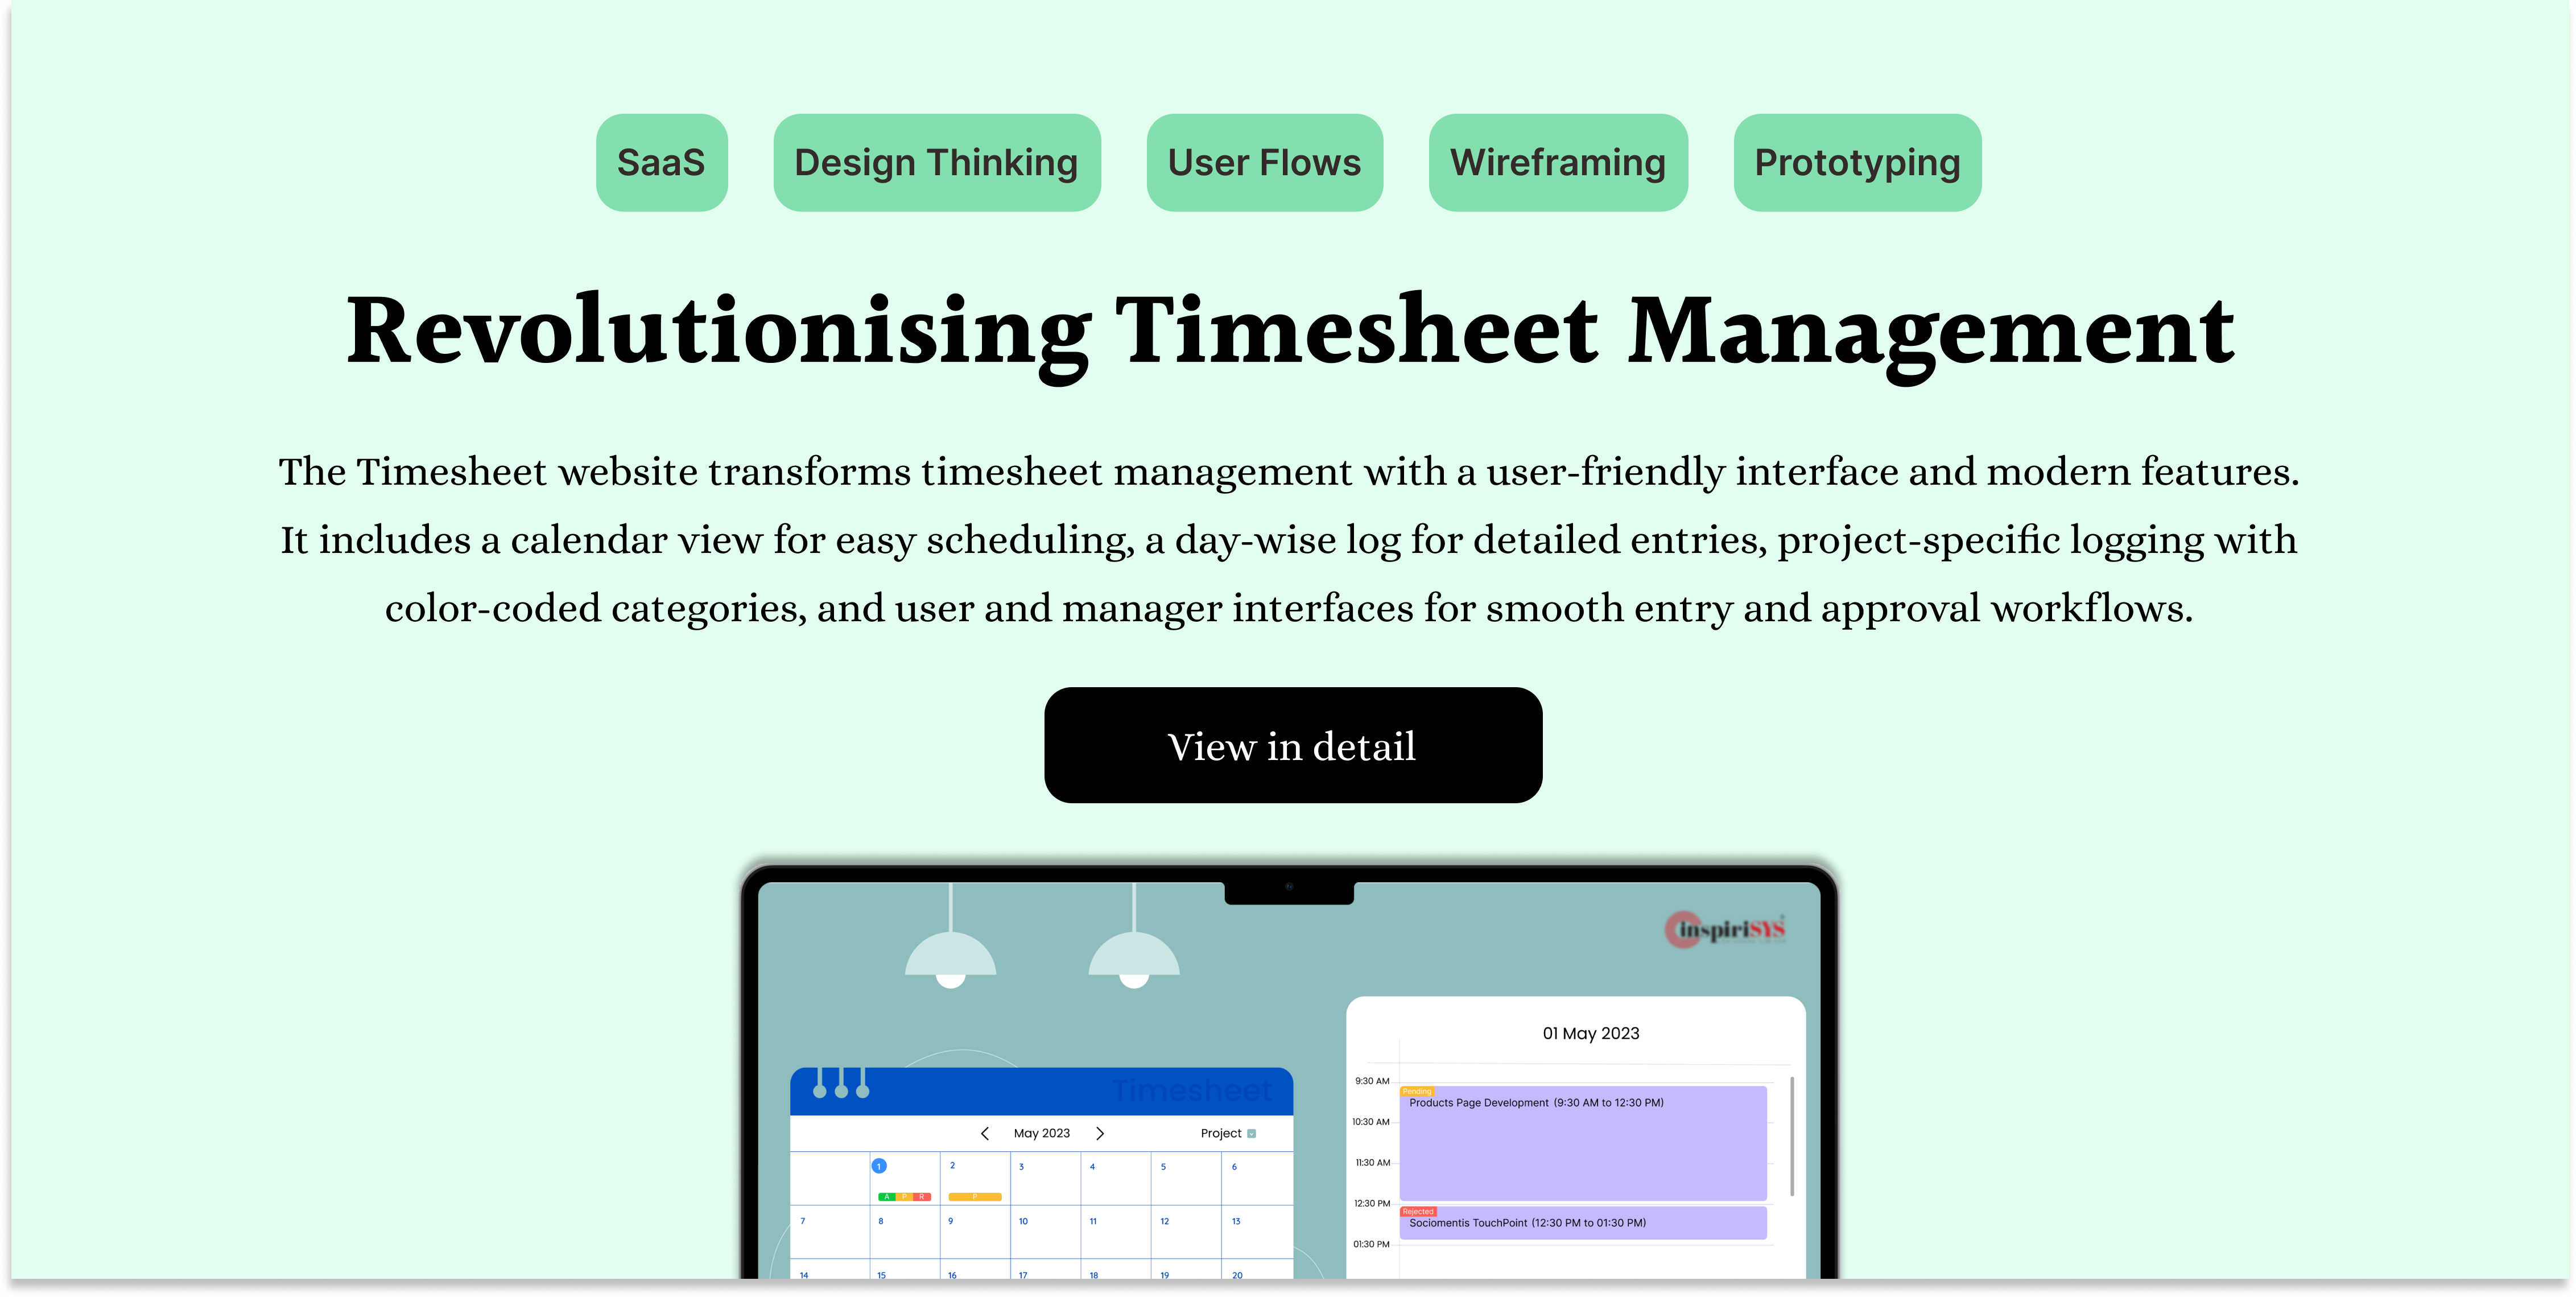 SaaS Design Thinking User Flows Wireframing Prototyping
Revolutionising Timesheet Management
The Timesheet website transforms timesheet management with a user-friendly interface and modern features.
It includes a calendar view for easy scheduling, a day-wise log for detailed entries, project-specific logging with
color-coded categories, and user and manager interfaces for smooth entry and approval workflows.
View in detail
inspiriSYS
Timesheet
May 2023 Project
1 2 3 4 5 6
A P R P
7 8 9 10 11 12 13
14 15 16 17 18 19 20
01 May 2023
9:30 AM
Pending
Products Page Development (9:30 AM to 12:30 PM)
10:30 AM
11:30 AM
12:30 PM
Rejected
Sociomentis TouchPoint (12:30 PM to 01:30 PM)
01:30 PM